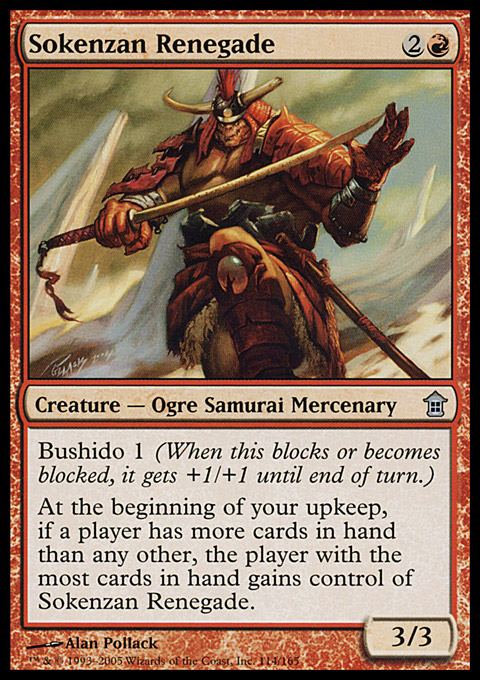 Sokenzan Renegade 2
Creature — Ogre Samurai Mercenary
Bushido 1 (When this blocks or becomes
blocked, it gets +1/+1 until end of turn.)
At the beginning of your upkeep,
if a player has more cards in hand
than any other, the player with the
most cards in hand gains control of
Sokenzan Renegade.
Alan Pollack
3/3
™ & © 1993–2005 Wizards of the Coast, Inc. 114/165